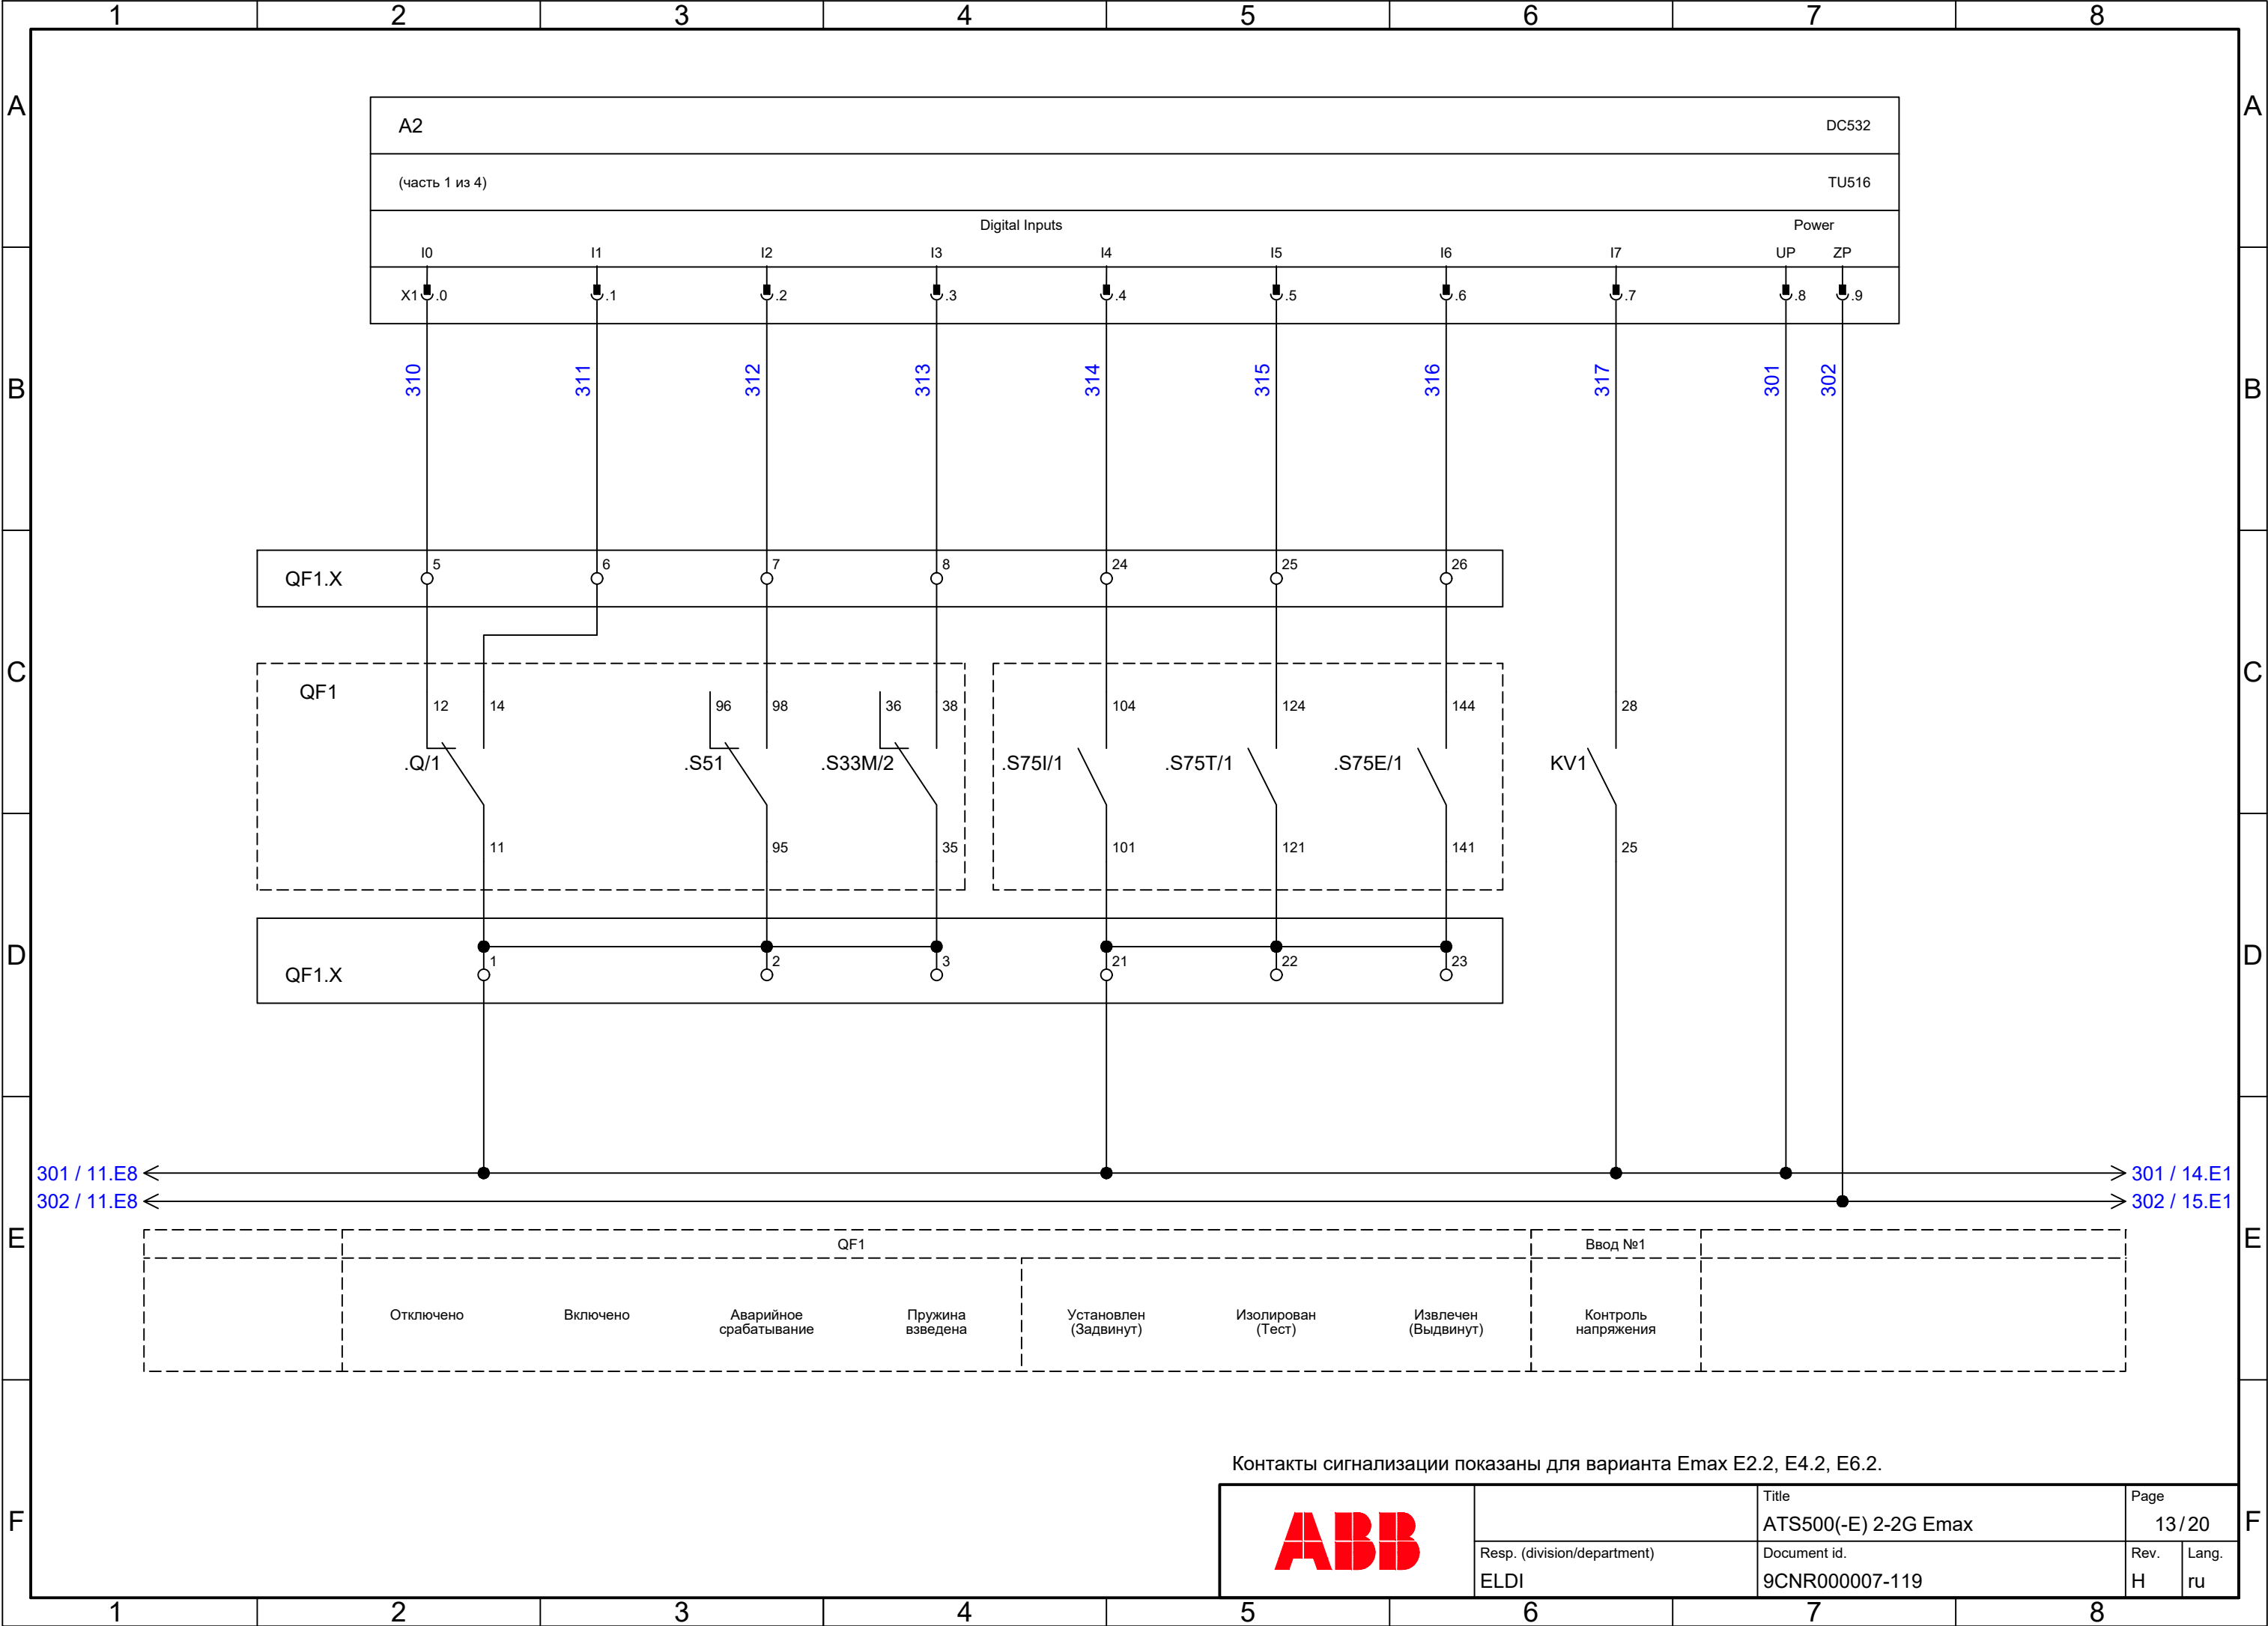 1 2 3 4 5 6 7 8
A A
A2 DC532
(часть 1 из 4) TU516
Digital Inputs Power
I0 I1 I2 I3 I4 I5 I6 I7 UP ZP
X1 .0 .1 .2 .3 .4 .5 .6 .7 .8 .9
B B
310 311 312 313 314 315 316 317 301 302
QF1.X 5 6 7 8 24 25 26
C C
QF1
12 14 96 98 36 38 104 124 144 28
.Q/1 .S51 .S33M/2 .S75I/1 .S75T/1 .S75E/1 KV1
11 95 35 101 121 141 25
D D
QF1.X 1 2 3 21 22 23
301 / 11.E8 301 / 14.E1
302 / 11.E8 302 / 15.E1
E E
QF1 Ввод №1
Отключено
Включено
Аварийное
срабатывание
Пружина
взведена
Установлен
(Задвинут)
Изолирован
(Тест)
Извлечен
(Выдвинут)
Контроль
напряжения
Контакты сигнализации показаны для варианта Emax E2.2, E4.2, E6.2.
F F
ABB
Title
ATS500(-E) 2-2G Emax
Page
13/20
Resp. (division/department)
ELDI
Document id.
9CNR000007-119
Rev.
H
Lang.
ru
1 2 3 4 5 6 7 8